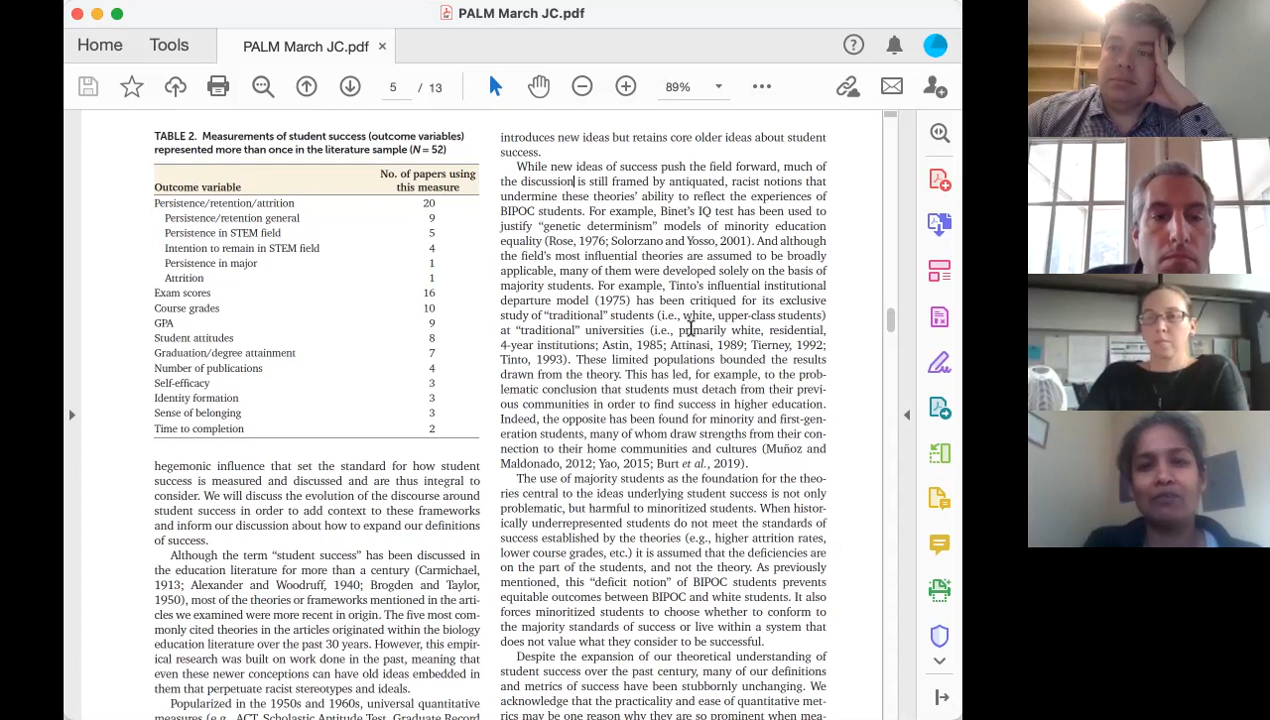 PALM March JC.pdf
Home
Tools
PALM March JC.pdf ×
5 / 13
89%
TABLE 2. Measurements of student success (outcome variables)
represented more than once in the literature sample (N = 52)
Outcome variable
No. of papers using
this measure
Persistence/retention/attrition 20
Persistence/retention general 9
Persistence in STEM field 5
Intention to remain in STEM field 4
Persistence in major 1
Attrition 1
Exam scores 16
Course grades 10
GPA 9
Student attitudes 8
Graduation/degree attainment 7
Number of publications 4
Self-efficacy 3
Identity formation 3
Sense of belonging 3
Time to completion 2
hegemonic influence that set the standard for how student
success is measured and discussed and are thus integral to
consider. We will discuss the evolution of the discourse around
student success in order to add context to these frameworks
and inform our discussion about how to expand our definitions
of success.
Although the term “student success” has been discussed in
the education literature for more than a century (Carmichael,
1913; Alexander and Woodruff, 1940; Brogden and Taylor,
1950), most of the theories or frameworks mentioned in the arti-
cles we examined were more recent in origin. The five most com-
monly cited theories in the articles originated within the biology
education literature over the past 30 years. However, this empir-
ical research was built on work done in the past, meaning that
even these newer conceptions can have old ideas embedded in
them that perpetuate racist stereotypes and ideals.
Popularized in the 1950s and 1960s, universal quantitative
measures (e.g., ACT, Scholastic Aptitude Test, Graduate Record
introduces new ideas but retains core older ideas about student
success.
While new ideas of success push the field forward, much of
the discussion is still framed by antiquated, racist notions that
undermine these theories’ ability to reflect the experiences of
BIPOC students. For example, Binet’s IQ test has been used to
justify “genetic determinism” models of minority education
equality (Rose, 1976; Solorzano and Yosso, 2001). And although
the field’s most influential theories are assumed to be broadly
applicable, many of them were developed solely on the basis of
majority students. For example, Tinto’s influential institutional
departure model (1975) has been critiqued for its exclusive
study of “traditional” students (i.e., white, upper-class students)
at “traditional” universities (i.e., primarily white, residential,
4-year institutions; Astin, 1985; Attinasi, 1989; Tierney, 1992;
Tinto, 1993). These limited populations bounded the results
drawn from the theory. This has led, for example, to the prob-
lematic conclusion that students must detach from their previ-
ous communities in order to find success in higher education.
Indeed, the opposite has been found for minority and first-gen-
eration students, many of whom draw strengths from their con-
nection to their home communities and cultures (Muñoz and
Maldonado, 2012; Yao, 2015; Burt et al., 2019).
The use of majority students as the foundation for the theo-
ries central to the ideas underlying student success is not only
problematic, but harmful to minoritized students. When histor-
ically underrepresented students do not meet the standards of
success established by the theories (e.g., higher attrition rates,
lower course grades, etc.) it is assumed that the deficiencies are
on the part of the students, and not the theory. As previously
mentioned, this “deficit notion” of BIPOC students prevents
equitable outcomes between BIPOC and white students. It also
forces minoritized students to choose whether to conform to
the majority standards of success or live within a system that
does not value what they consider to be successful.
Despite the expansion of our theoretical understanding of
student success over the past century, many of our definitions
and metrics of success have been stubbornly unchanging. We
acknowledge that the practicality and ease of quantitative met-
rics may be one reason why they are so prominent when mea-